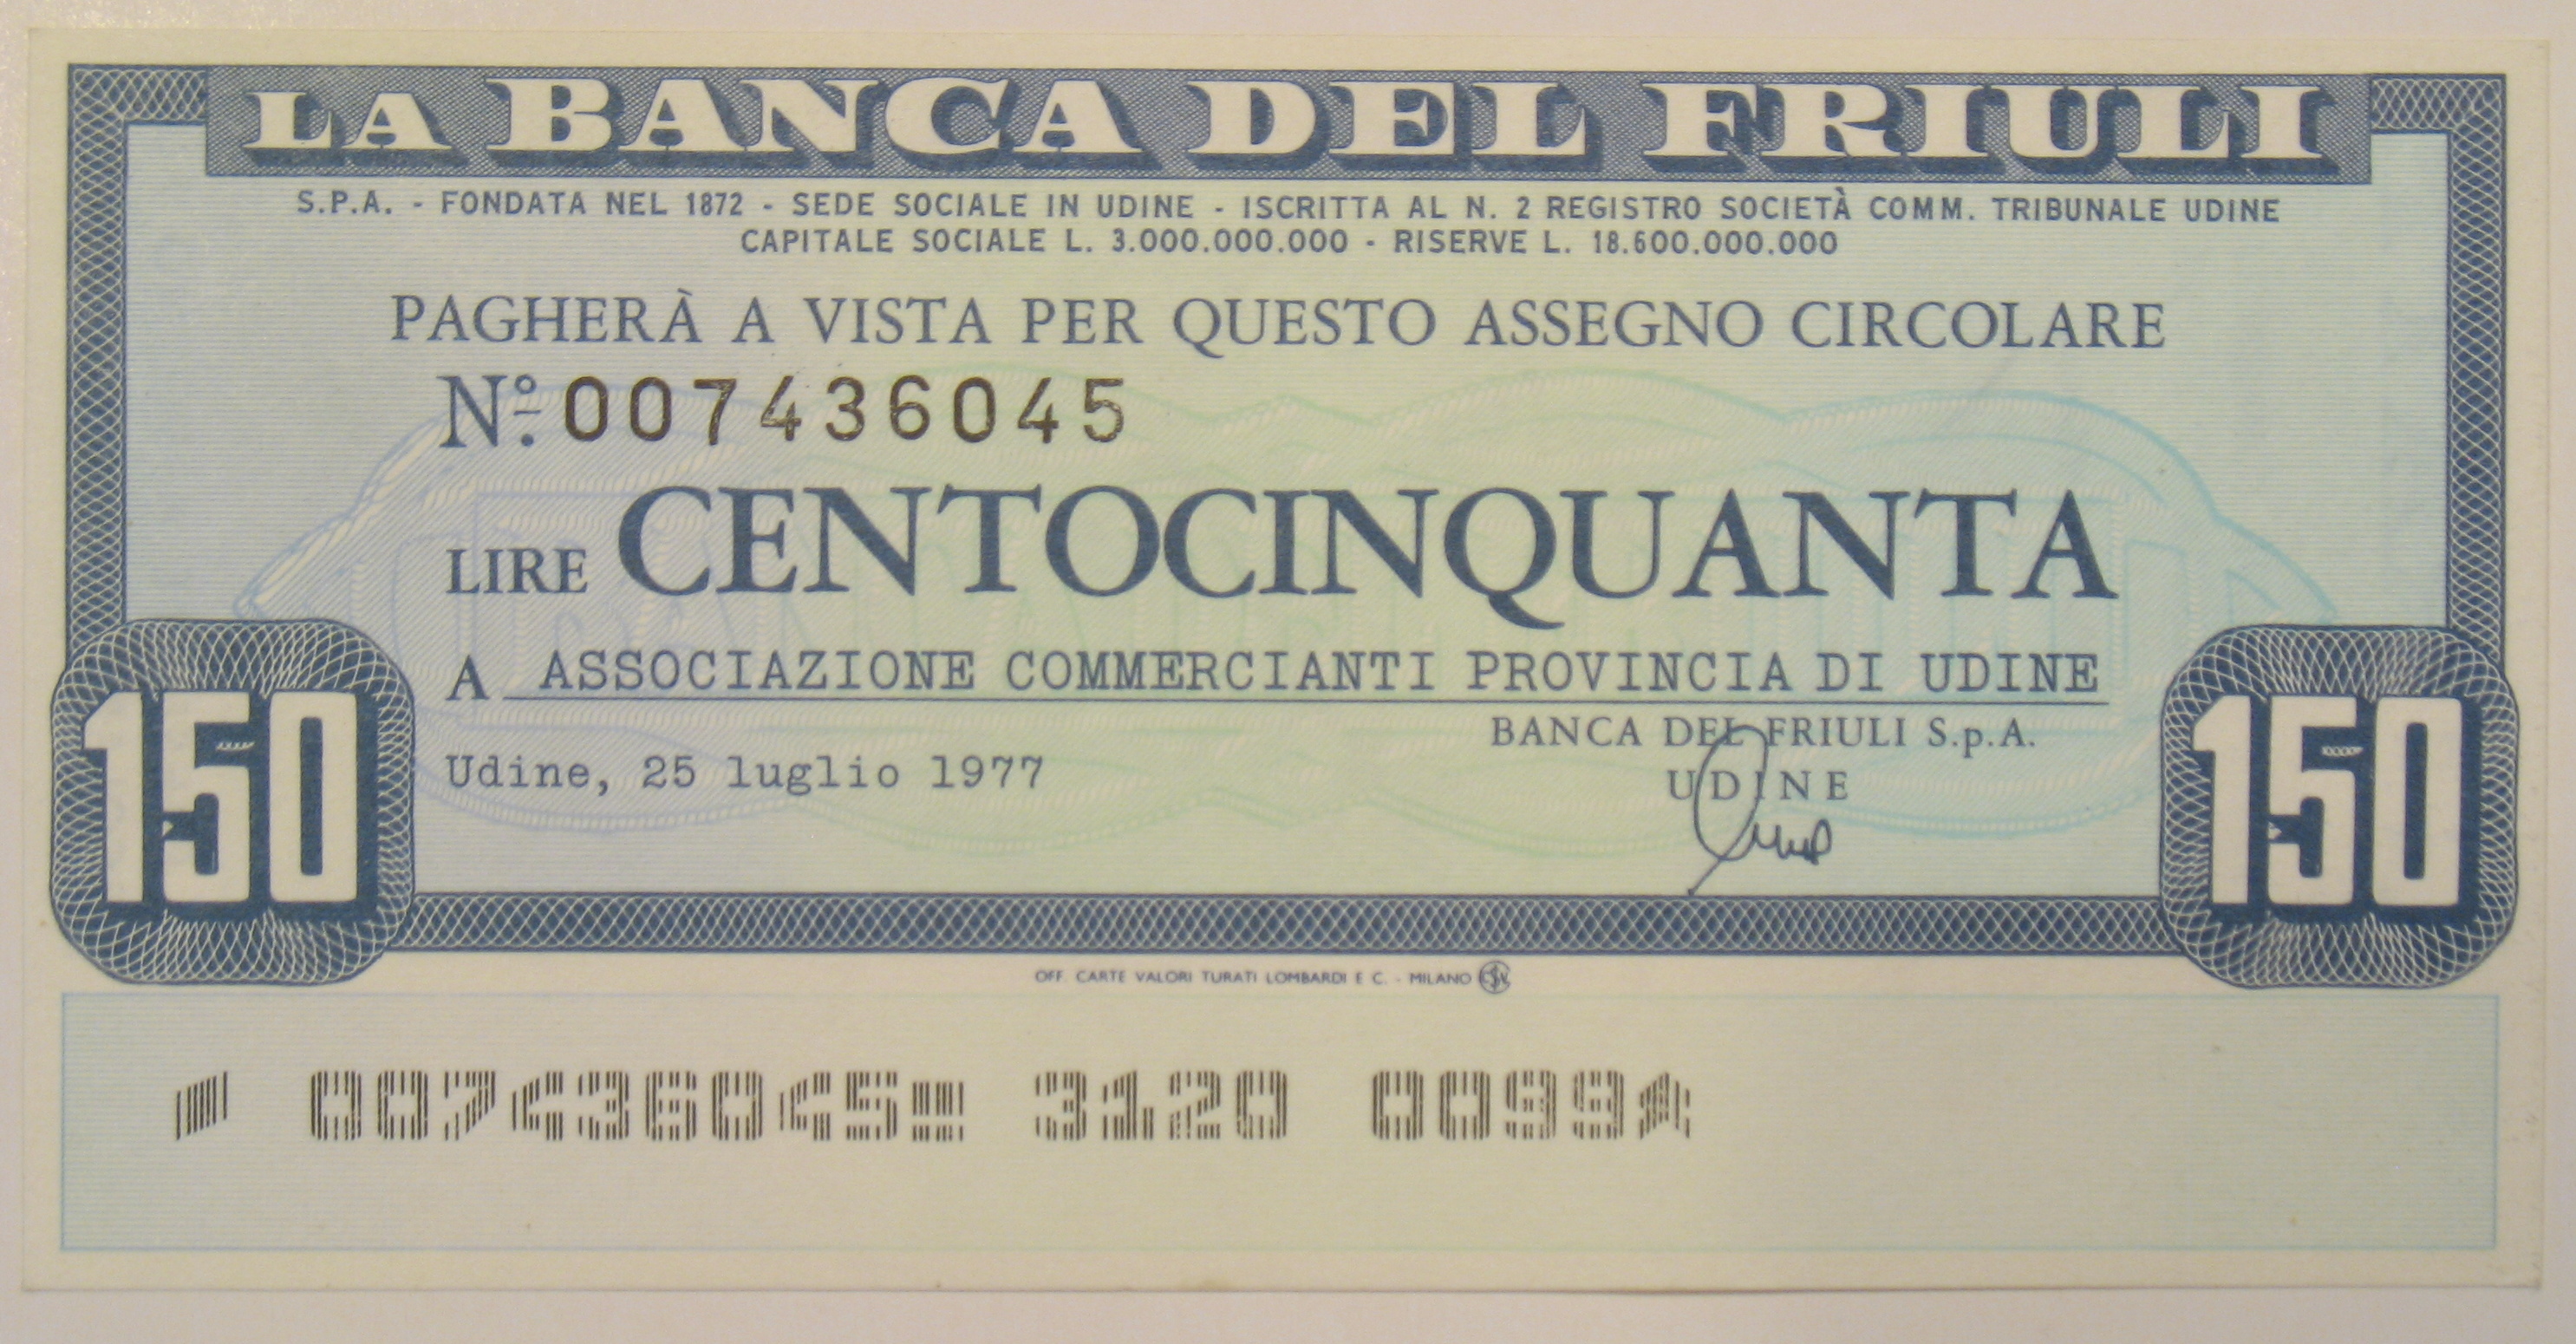 LA BANCA DEL FRIULI
S.P.A. - FONDATA NEL 1872 - SEDE SOCIALE IN UDINE - ISCRITTA AL N. 2 REGISTRO SOCIETÀ COMM. TRIBUNALE UDINE
CAPITALE SOCIALE L. 3.000.000.000 - RISERVE L. 18.600.000.000
PAGHERÀ A VISTA PER QUESTO ASSEGNO CIRCOLARE
Nº. 007436045
LIRE CENTOCINQUANTA
A ASSOCIAZIONE COMMERCIANTI PROVINCIA DI UDINE
BANCA DEL FRIULI S.p.A.
Udine, 25 luglio 1977
UDINE
150 150
OFF. CARTE VALORI TURATI LOMBARDI E C. - MILANO
007436045 3120 0099